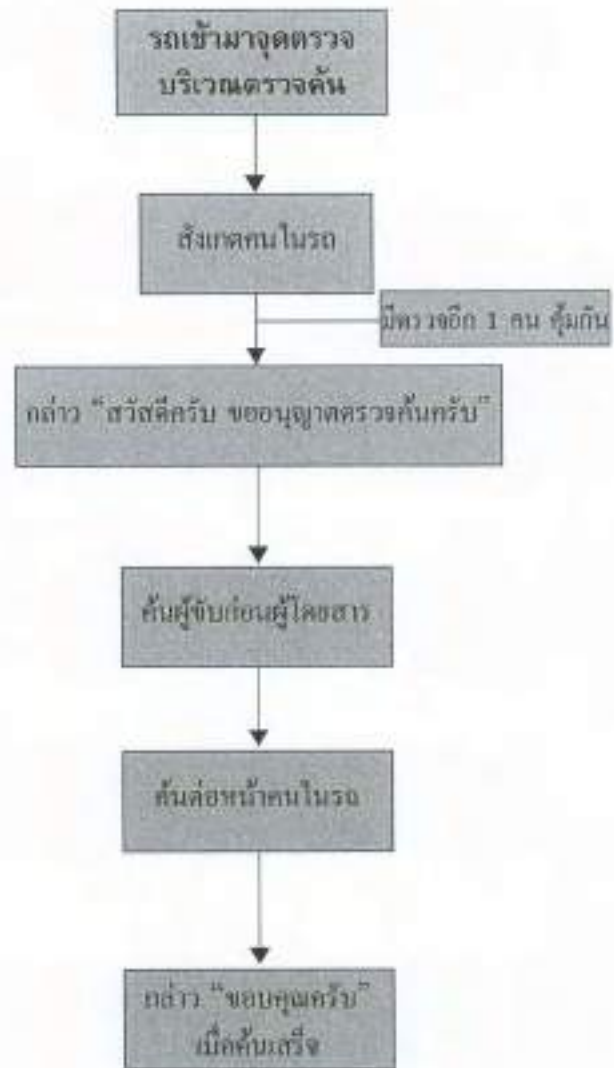 รถเข้ามาจุดตรวจ
บริเวณตรวจค้น
สังเกตคนในรถ
มีตรวจอีก 1 คน คุ้มกัน
กล่าว “สวัสดีครับ ขออนุญาตตรวจค้นครับ”
ค้นผู้ขับก่อนผู้โดยสาร
ค้นต่อหน้าคนในรถ
กล่าว “ขอบคุณครับ”
เมื่อค้นเสร็จ